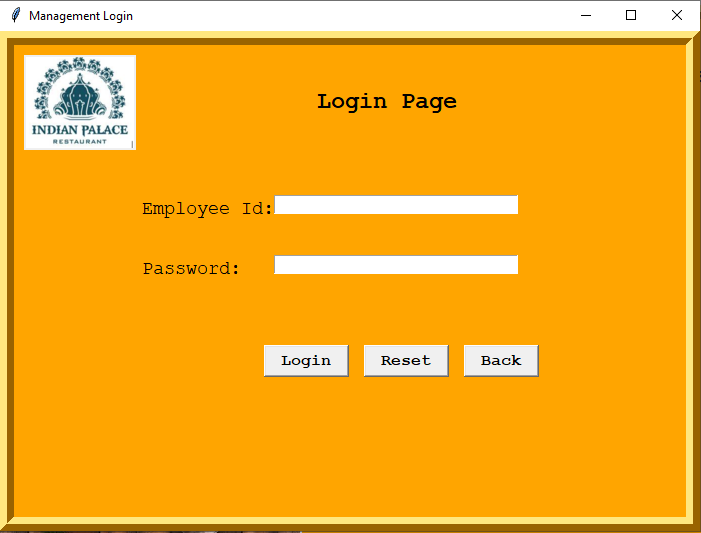 Management Login
INDIAN PALACE
RESTAURANT
Login Page
Employee Id:
Password:
Login Reset Back